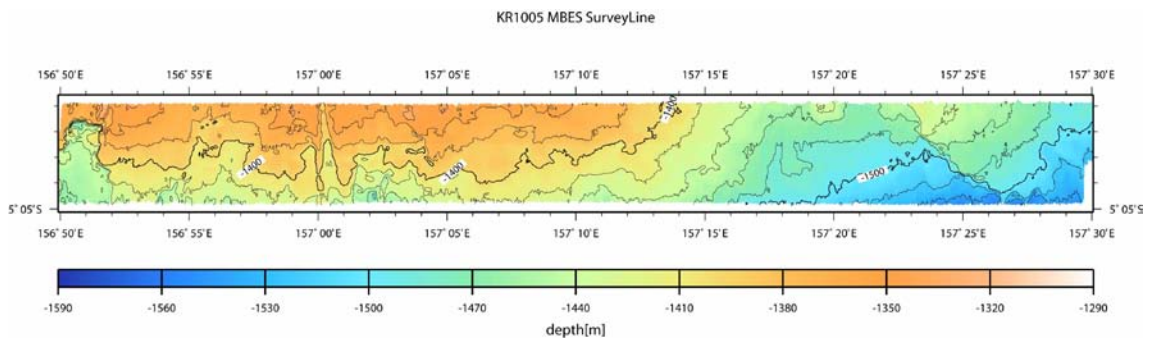 KR1005 MBES SurveyLine
156˚ 50' E 156˚ 55' E 157˚ 00' E 157˚ 05' E 157˚ 10' E 157˚ 15' E 157˚ 20' E 157˚ 25' E 157˚ 30' E
-1400
-1400
-1400
-1500
5˚ 05'S 5˚ 05'S
156˚ 50' E 156˚ 55' E 157˚ 00' E 157˚ 05' E 157˚ 10' E 157˚ 15' E 157˚ 20' E 157˚ 25' E 157˚ 30' E
-1590 -1560 -1530 -1500 -1470 -1440 -1410 -1380 -1350 -1320 -1290
depth[m]